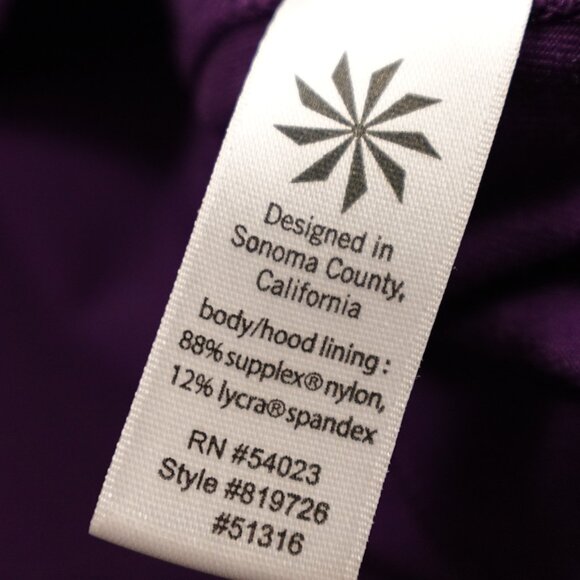 Designed in
Sonoma County,
California
body/hood lining :
88% supplex® nylon,
12% lycra® spandex
RN #54023
Style #819726
#51316